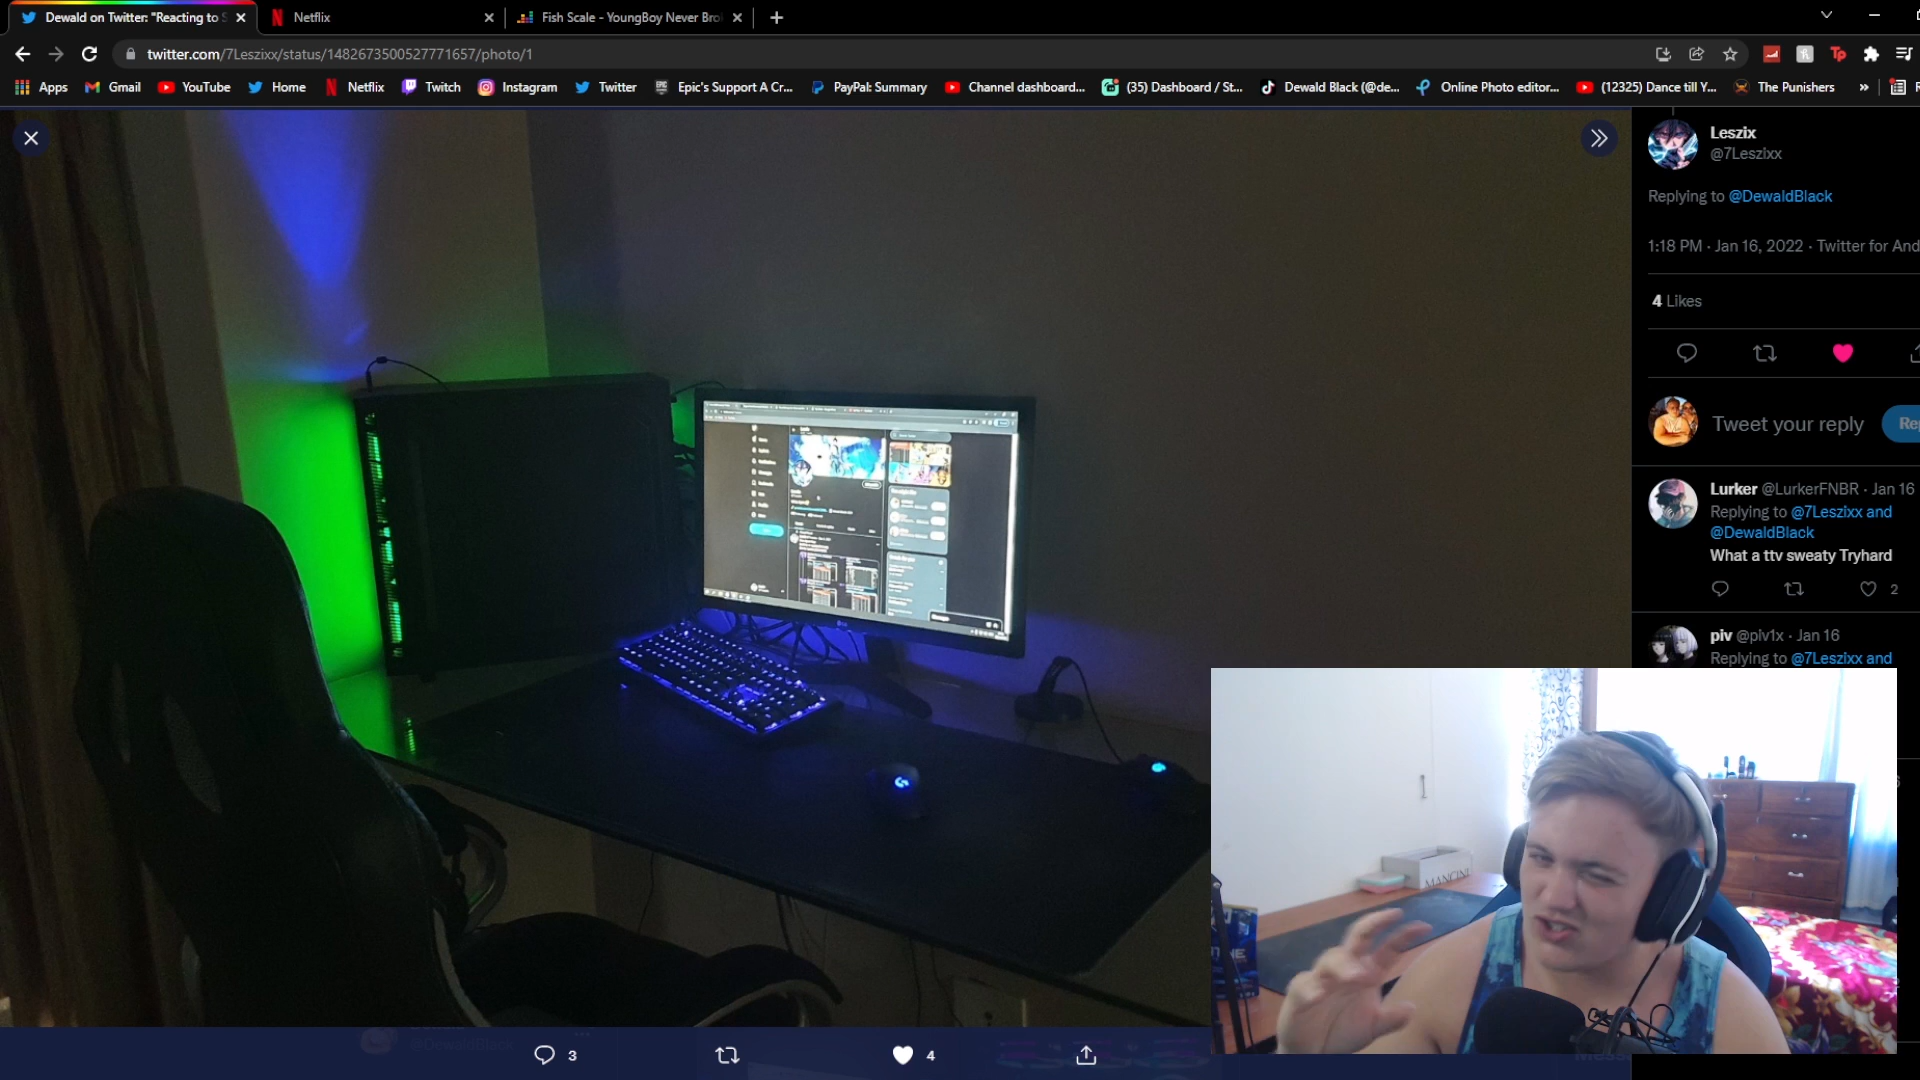 Dewald on Twitter: "Reacting to S
Netflix
Fish Scale - YoungBoy Never Bro
twitter.com/7Leszixx/status/1482673500527771657/photo/1
Apps
Gmail
YouTube
Home
Netflix
Twitch
Instagram
Twitter
Epic's Support A Cr...
PayPal Summary
Channel dashboard...
(35) Dashboard / St...
Dewald Black (@de...
Online Photo editor...
(12325) Dance till Y...
The Punishers
Leszix
@7Leszixx
Replying to @DewaldBlack
1:18 PM · Jan 16, 2022 · Twitter for And
4 Likes
Tweet your reply
Rep
Lurker @LurkerFNBR · Jan 16
Replying to @7Leszixx and
@DewaldBlack
What a ttv sweaty Tryhard
2
piv @piv1x · Jan 16
Replying to @7Leszixx and
MANCINI
3
4